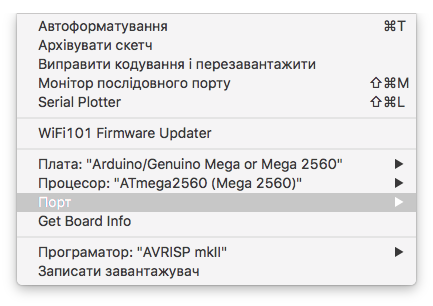 Автоформатування ⌘T
Архівувати скетч
Виправити кодування і перезавантажити
Монітор послідовного порту ⇧⌘M
Serial Plotter ⇧⌘L
WiFi101 Firmware Updater
Плата: "Arduino/Genuino Mega or Mega 2560"
Процесор: "ATmega2560 (Mega 2560)"
Порт
Get Board Info
Програматор: "AVRISP mkII"
Записати завантажувач